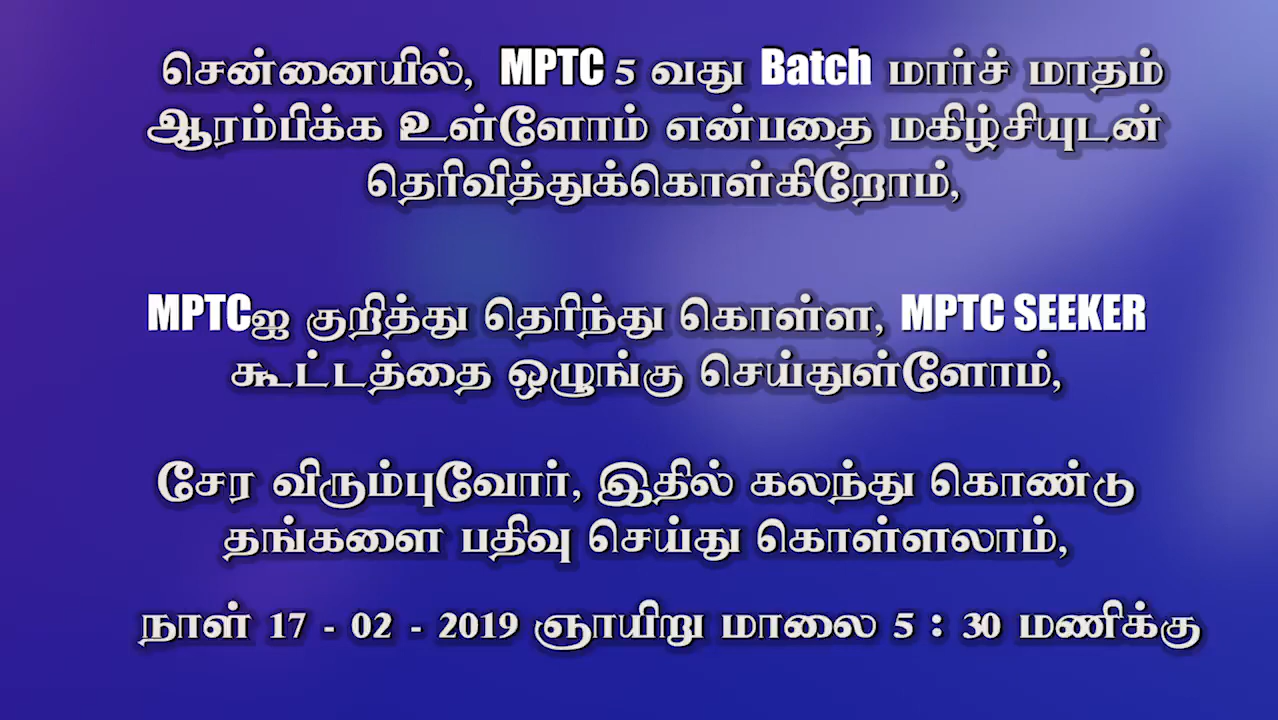 சென்னையில், MPTC 5 வது Batch மார்ச் மாதம்
ஆரம்பிக்க உள்ளோம் என்பதை மகிழ்சியுடன்
தெரிவித்துக்கொள்கிறோம்,
MPTCஐ குறித்து தெரிந்து கொள்ள, MPTC SEEKER
கூட்டத்தை ஒழுங்கு செய்துள்ளோம்,
சேர விரும்புவோர், இதில் கலந்து கொண்டு
தங்களை பதிவு செய்து கொள்ளலாம்,
நாள் 17 - 02 - 2019 ஞாயிறு மாலை 5 : 30 மணிக்கு